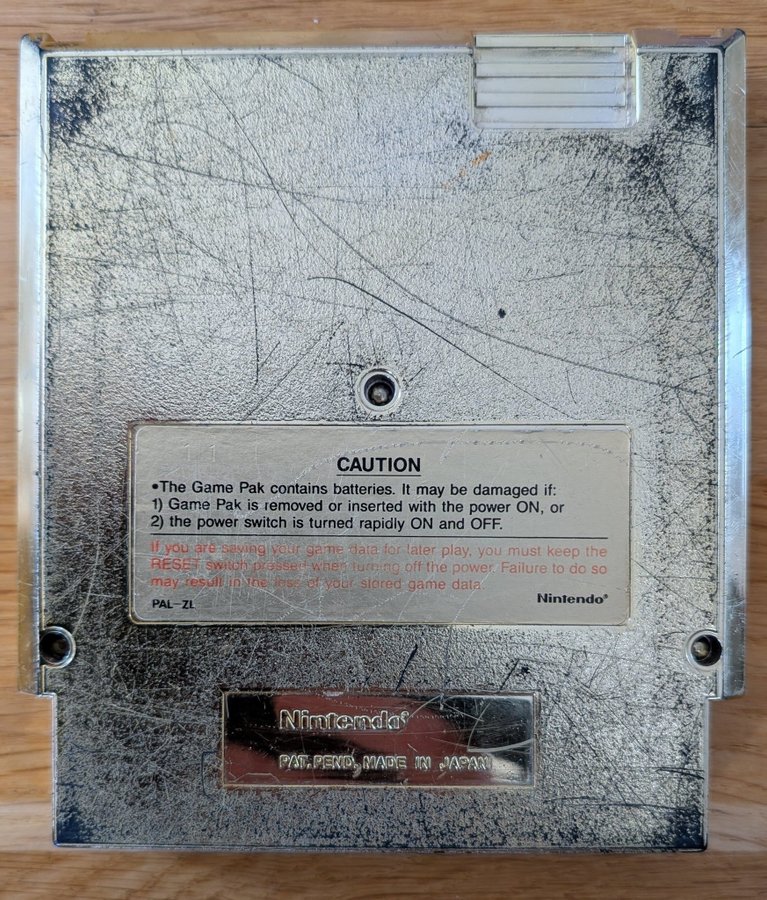 CAUTION
•The Game Pak contains batteries. It may be damaged if:
1) Game Pak is removed or inserted with the power ON, or
2) the power switch is turned rapidly ON and OFF.
If you are saving your game data for later play, you must keep the
RESET switch pressed when turning off the power. Failure to do so
may result in the loss of your stored game data.
PAL-ZL Nintendo®
Nintendo®
PAT. PEND. MADE IN JAPAN